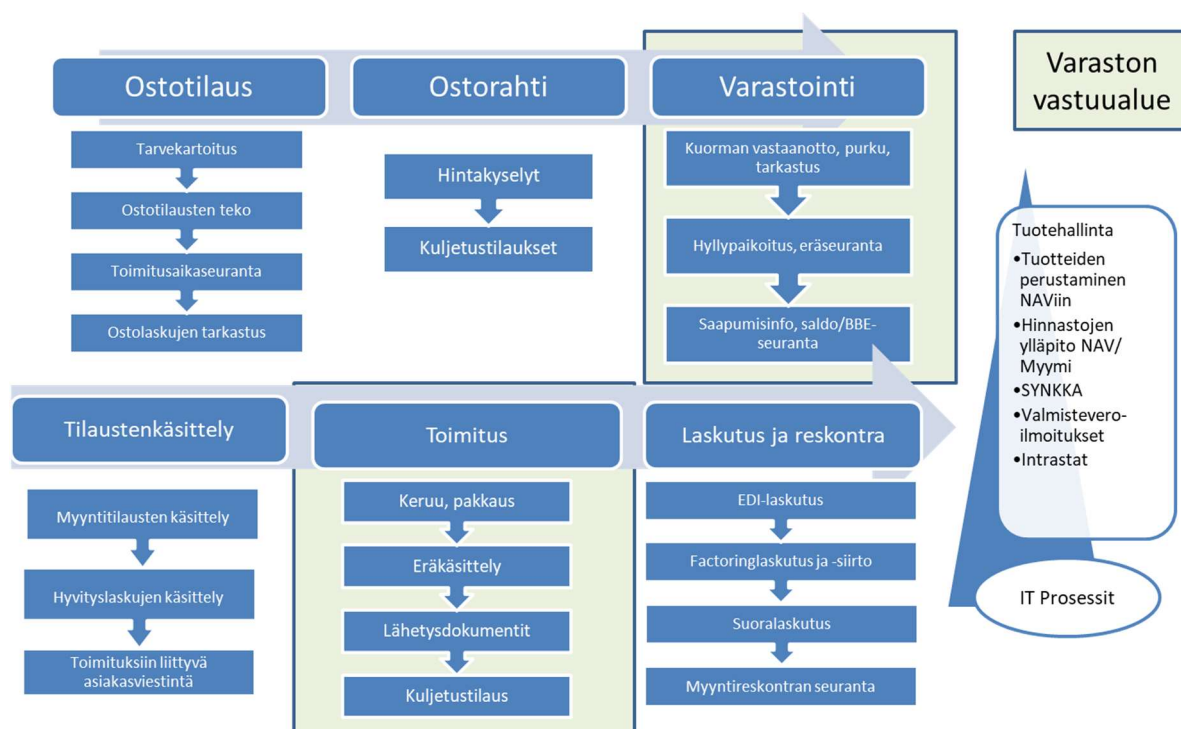 Ostotilaus
Tarvekartoitus
Ostotilausten teko
Toimitusaikaseuranta
Ostolaskujen tarkastus
Ostorahti
Hintakyselyt
Kuljetustilaukset
Varastointi
Kuorman vastaanotto, purku,
tarkastus
Hyllypaikoitus, eräseuranta
Saapumisinfo, saldo/BBE-
seuranta
Varaston
vastuualue
Tilaustenkäsittely
Myyntitilausten käsittely
Hyvityslaskujen käsittely
Toimituksiin liittyvä
asiakasviestintä
Toimitus
Keruu, pakkaus
Eräkäsittely
Lähetysdokumentit
Kuljetustilaus
Laskutus ja reskontra
EDI-laskutus
Factoringlaskutus ja -siirto
Suoralaskutus
Myyntireskontran seuranta
Tuotehallinta
•Tuotteiden
perustaminen
NAViin
•Hinnastojen
ylläpito NAV/
Myymi
•SYNKKA
•Valmistevero-
ilmoitukset
•Intrastat
IT Prosessit